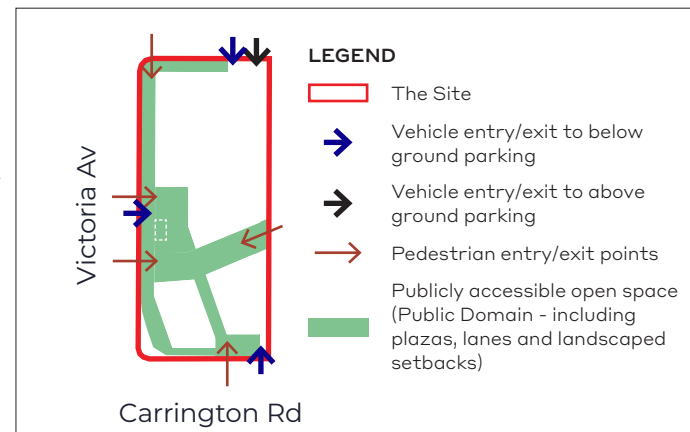 LEGEND
The Site
Vehicle entry/exit to below
ground parking
Vehicle entry/exit to above
ground parking
Pedestrian entry/exit points
Publicly accessible open space
(Public Domain - including
plazas, lanes and landscaped
setbacks)
Victoria Av
Carrington Rd